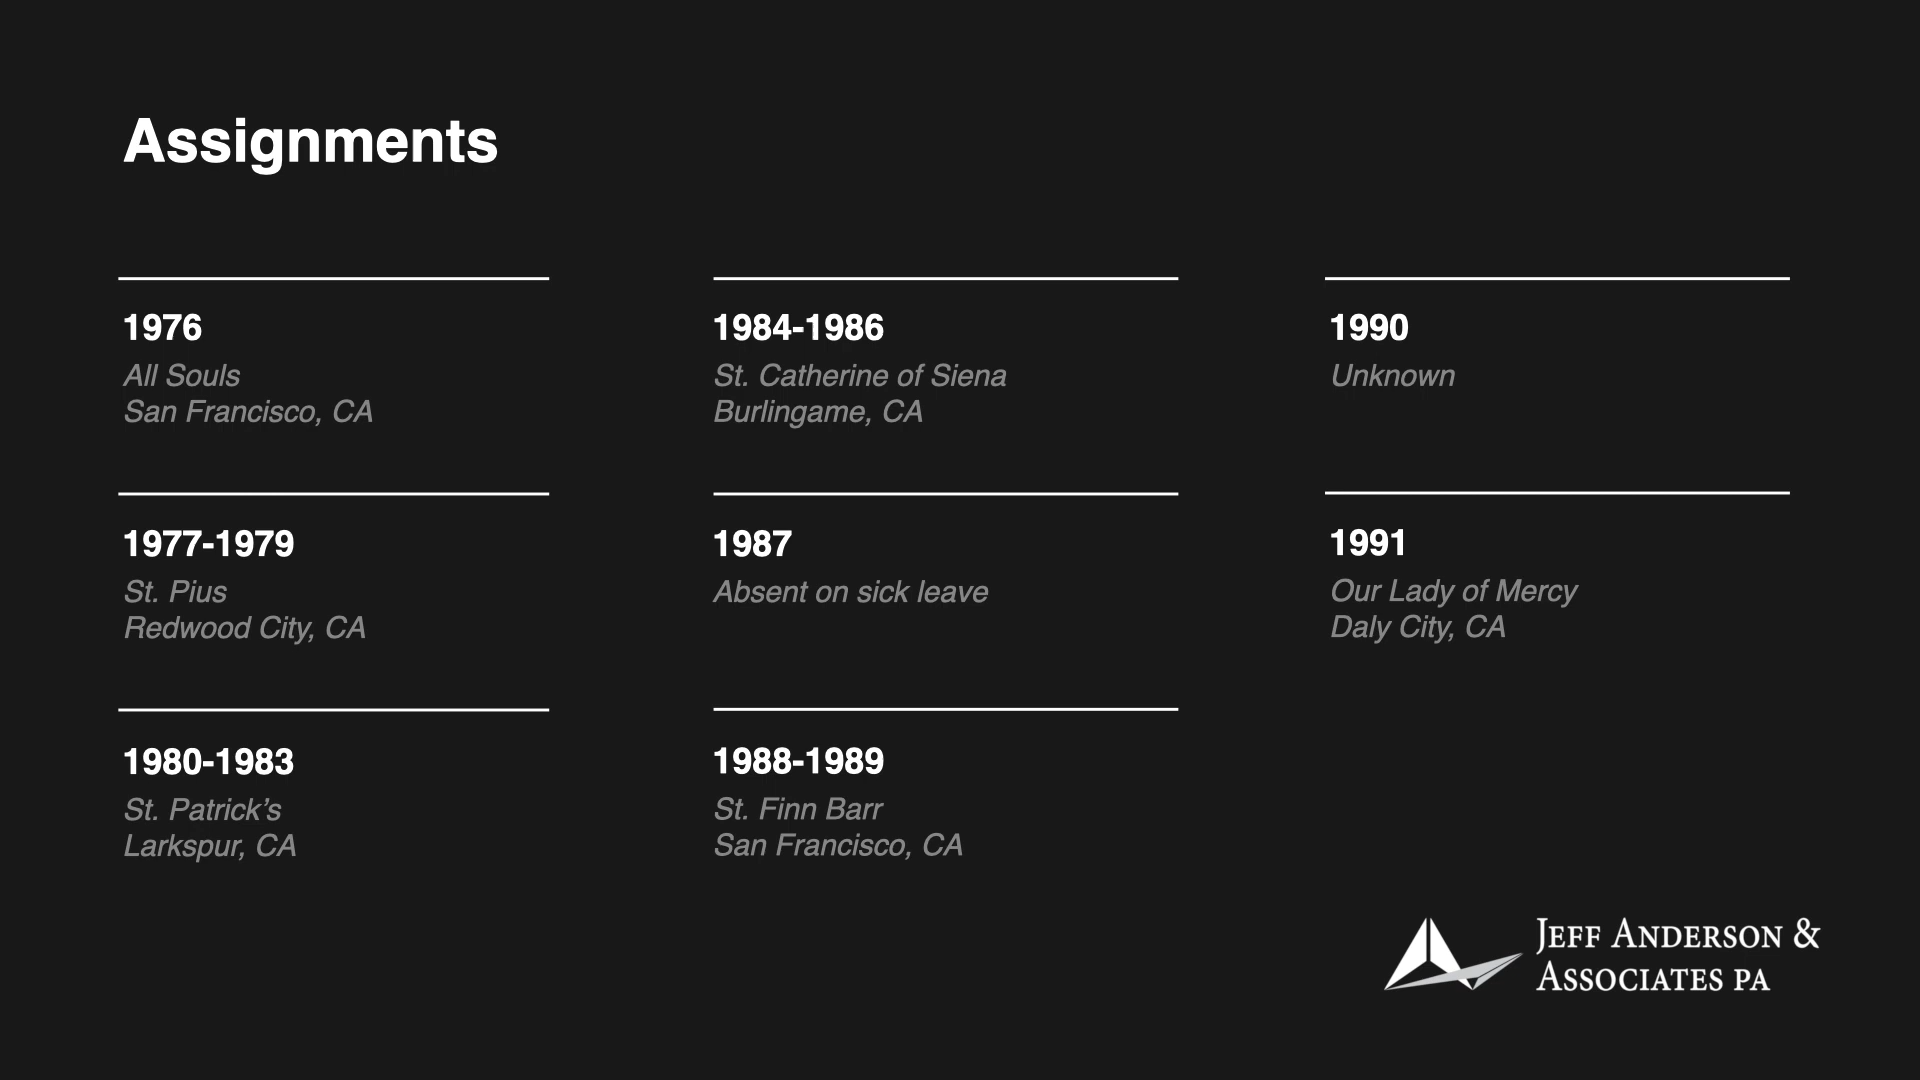 Assignments
1976
All Souls
San Francisco, CA
1977-1979
St. Pius
Redwood City, CA
1980-1983
St. Patrick’s
Larkspur, CA
1984-1986
St. Catherine of Siena
Burlingame, CA
1987
Absent on sick leave
1988-1989
St. Finn Barr
San Francisco, CA
1990
Unknown
1991
Our Lady of Mercy
Daly City, CA
Jeff Anderson &
Associates PA